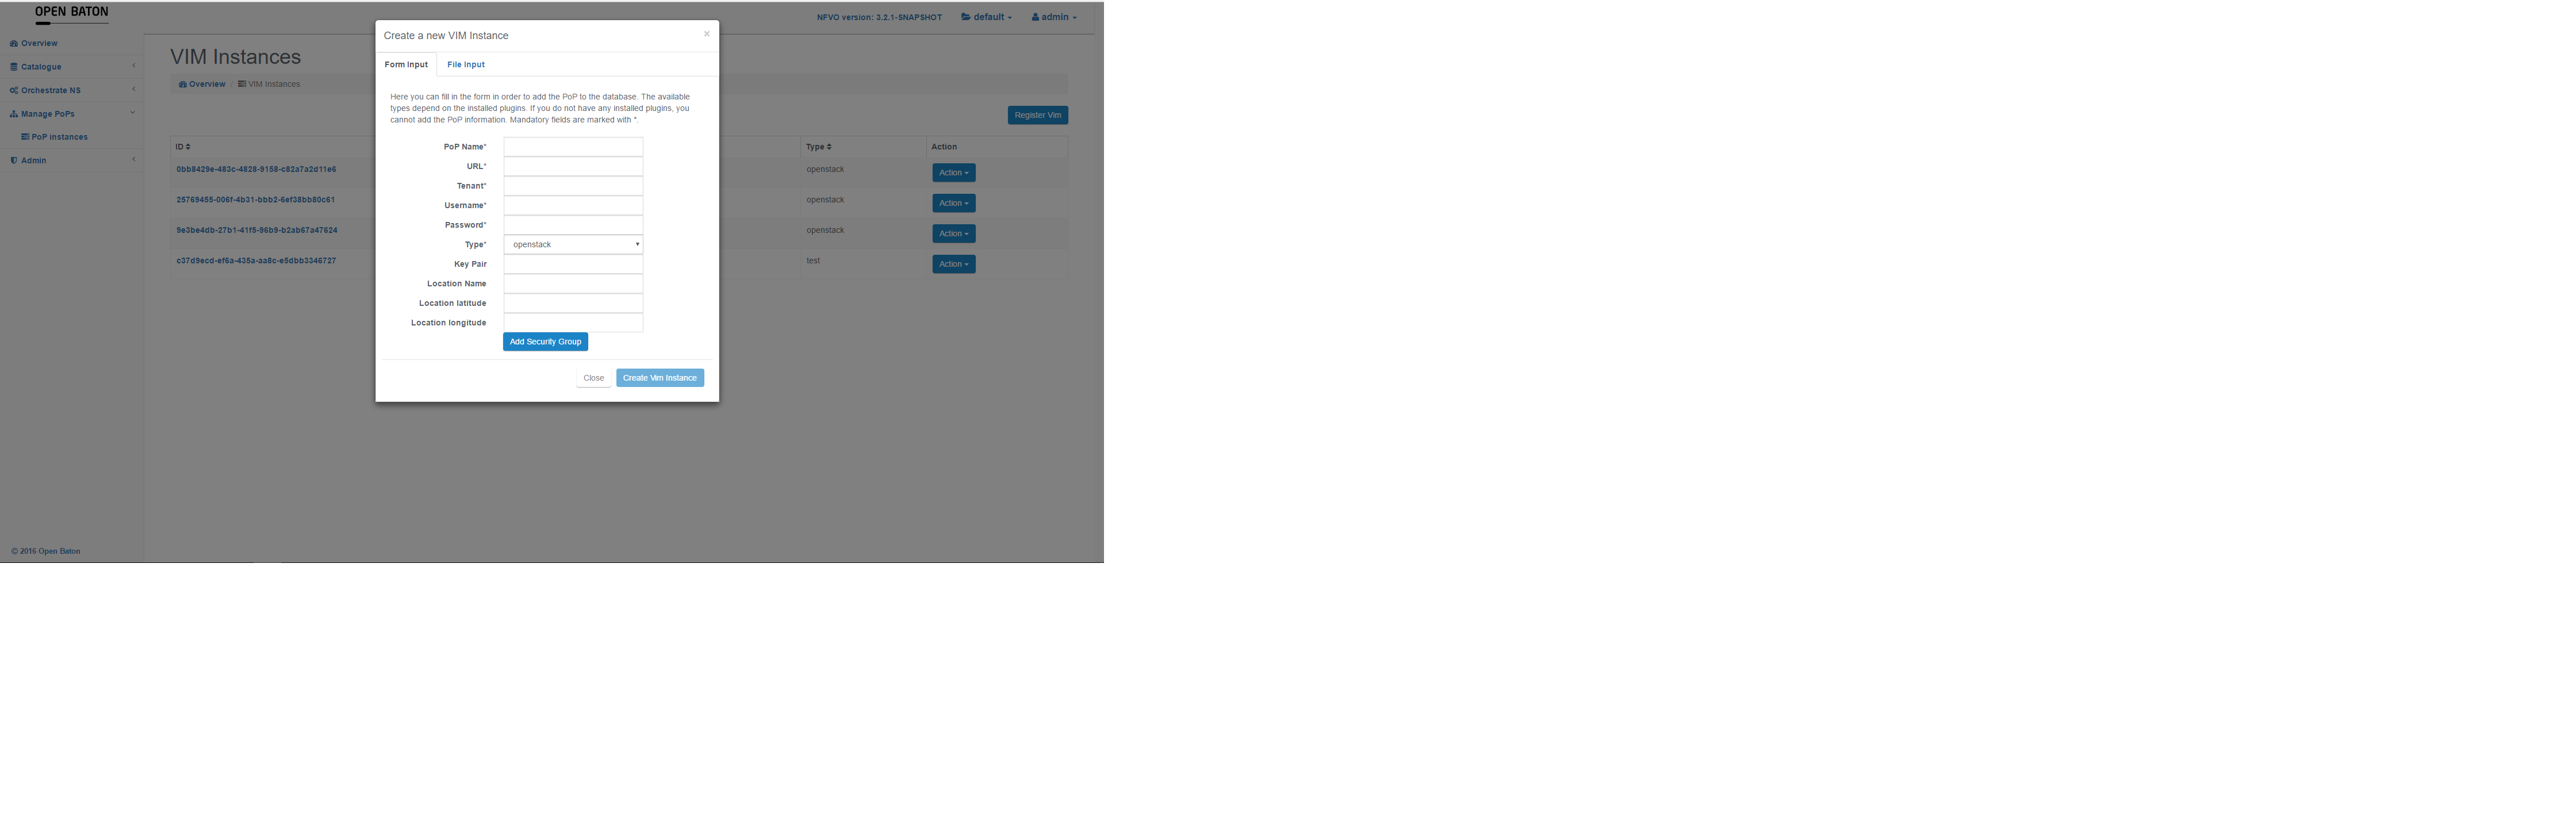 OPEN BATON
NFVO version: 3.2.1-SNAPSHOT
default
admin
Overview
Catalogue
Orchestrate NS
Manage PoPs
PoP instances
Admin
VIM Instances
Overview / VIM Instances
Register Vim
ID Type Action
0bb8429e-483c-4828-9158-c82a7a2d11e6 openstack Action
25769455-006f-4b31-bbb2-6ef38bb80c61 openstack Action
9e3be4db-27b1-41f5-96b9-b2ab67a47624 openstack Action
c37d9ecd-ef6a-435a-aa8c-e5dbb3346727 test Action
Create a new VIM Instance ×
Form Input File Input
Here you can fill in the form in order to add the PoP to the database. The available
types depend on the installed plugins. If you do not have any installed plugins, you
cannot add the PoP information. Mandatory fields are marked with *.
PoP Name*
URL*
Tenant*
Username*
Password*
Type* openstack
Key Pair
Location Name
Location latitude
Location longitude
Add Security Group
Close Create Vim Instance
© 2016 Open Baton